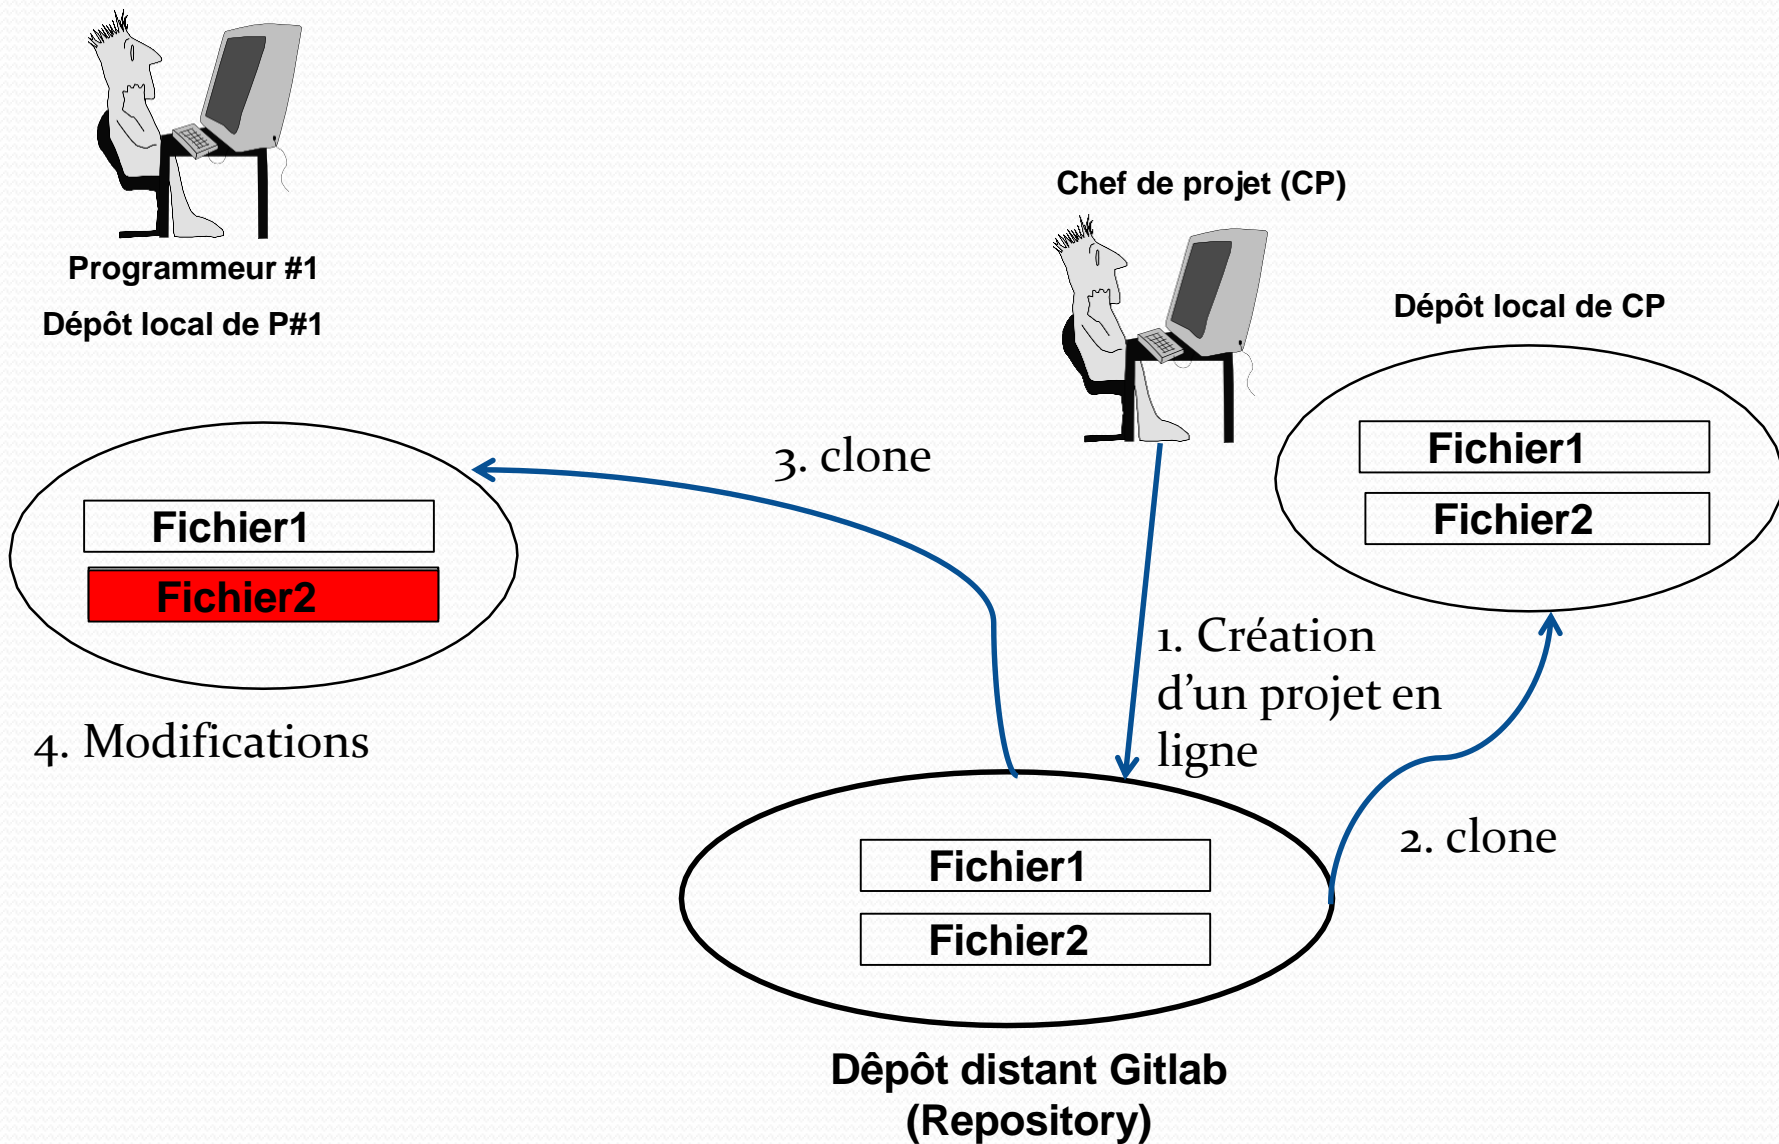 Chef de projet (CP)
Programmeur #1
Dépôt local de P#1
Dépôt local de CP
3. clone
Fichier1
Fichier2
Fichier1
Fichier2
1. Création
d’un projet en
ligne
4. Modifications
2. clone
Fichier1
Fichier2
Dêpôt distant Gitlab
(Repository)